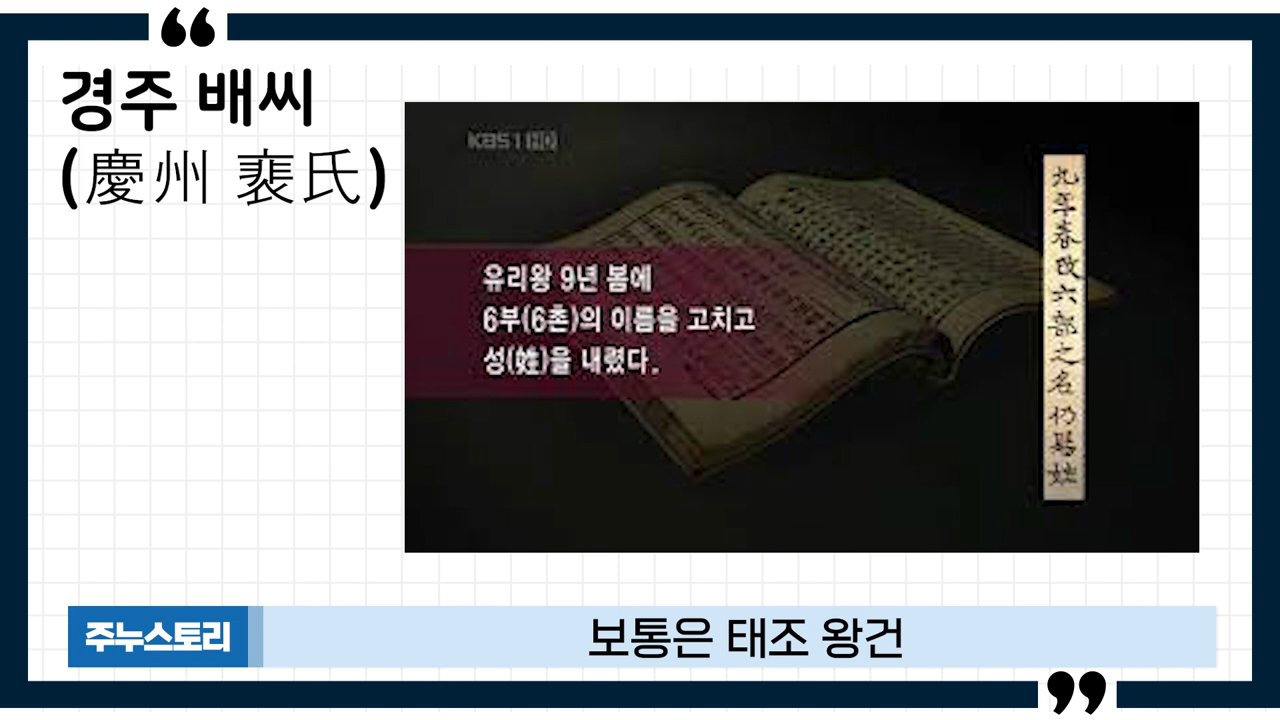 경주 배씨
(慶州 裵氏)
KBS1 HD
유리왕 9년 봄에
6부(6촌)의 이름을 고치고
성(姓)을 내렸다.
九年春改六部之名仍賜姓
주누스토리
보통은 태조 왕건